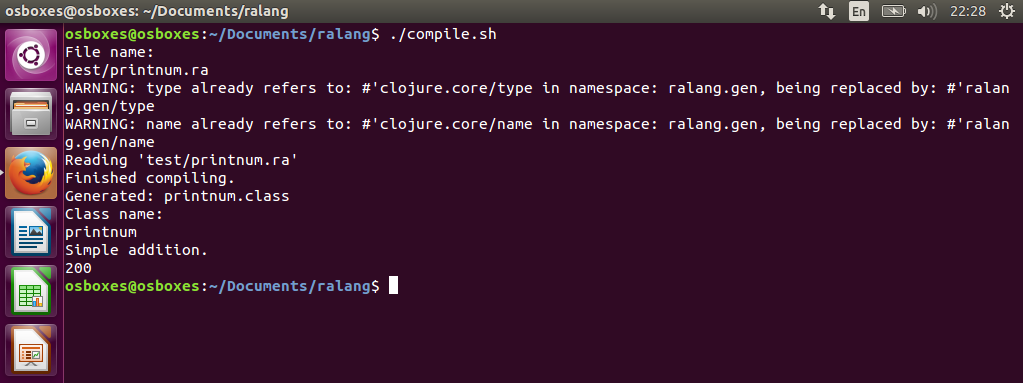 osboxes@osboxes: ~/Documents/ralang
En
22:28
osboxes@osboxes:~/Documents/ralang$ ./compile.sh
File name:
test/printnum.ra
WARNING: type already refers to: #'clojure.core/type in namespace: ralang.gen, being replaced by: #'ralan
g.gen/type
WARNING: name already refers to: #'clojure.core/name in namespace: ralang.gen, being replaced by: #'ralan
g.gen/name
Reading 'test/printnum.ra'
Finished compiling.
Generated: printnum.class
Class name:
printnum
Simple addition.
200
osboxes@osboxes:~/Documents/ralang$